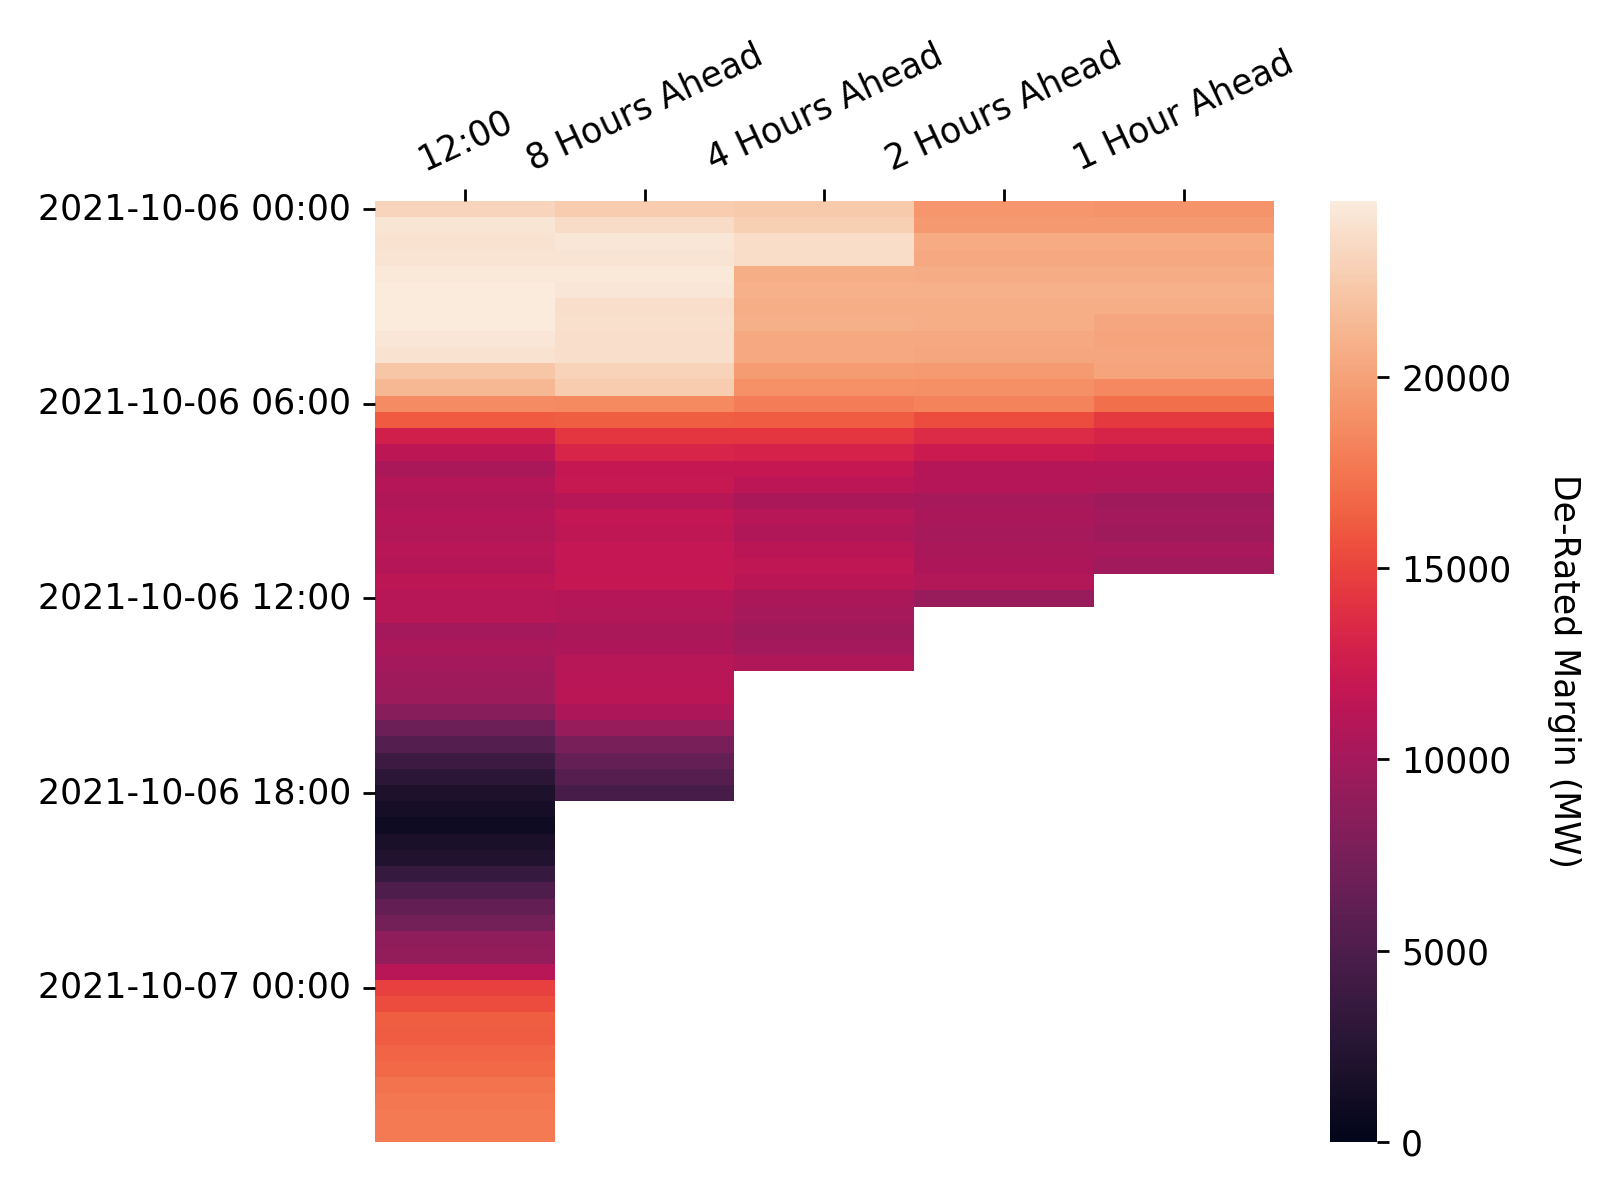 12:00
8 Hours Ahead
4 Hours Ahead
2 Hours Ahead
1 Hour Ahead
2021-10-06 00:00
2021-10-06 06:00
2021-10-06 12:00
2021-10-06 18:00
2021-10-07 00:00
20000
15000
10000
5000
0
De-Rated Margin (MW)